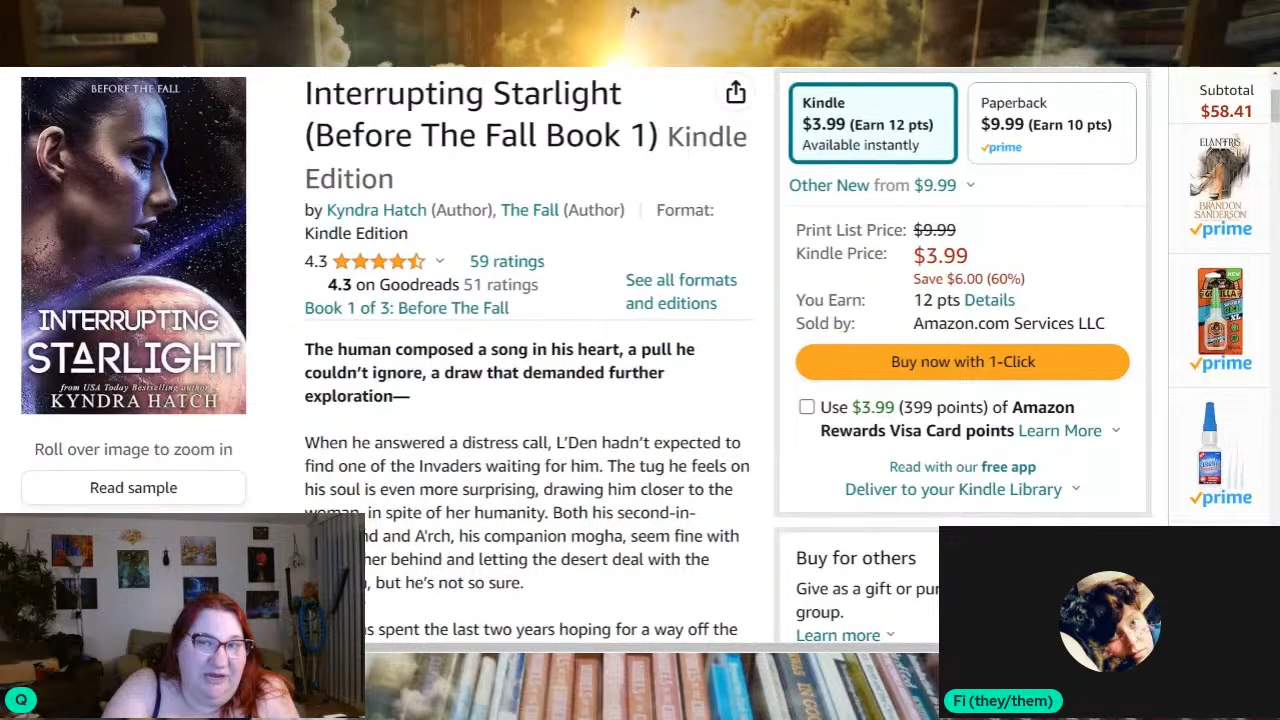 BEFORE THE FALL
INTERRUPTING
STARLIGHT
from USA Today Bestselling author
KYNDRA HATCH
Roll over image to zoom in
Read sample
Interrupting Starlight
(Before The Fall Book 1) Kindle
Edition
by Kyndra Hatch (Author), The Fall (Author) | Format:
Kindle Edition
4.3 59 ratings
4.3 on Goodreads 51 ratings
See all formats
and editions
Book 1 of 3: Before The Fall
The human composed a song in his heart, a pull he
couldn't ignore, a draw that demanded further
exploration—
When he answered a distress call, L'Den hadn't expected to
find one of the Invaders waiting for him. The tug he feels on
his soul is even more surprising, drawing him closer to the
woman, in spite of her humanity. Both his second-in-
nd and A'rch, his companion mogha, seem fine with
her behind and letting the desert deal with the
, but he's not so sure.
s spent the last two years hoping for a way off the
Kindle
$3.99 (Earn 12 pts)
Available instantly
Paperback
$9.99 (Earn 10 pts)
prime
Other New from $9.99
Print List Price: $9.99
Kindle Price: $3.99
Save $6.00 (60%)
You Earn: 12 pts Details
Sold by: Amazon.com Services LLC
Buy now with 1-Click
Use $3.99 (399 points) of Amazon
Rewards Visa Card points Learn More
Read with our free app
Deliver to your Kindle Library
Buy for others
Give as a gift or pur
group.
Learn more
Subtotal
$58.41
ELANTRIS
BRANDON
SANDERSON
prime
prime
prime
Q
Fi (they/them)